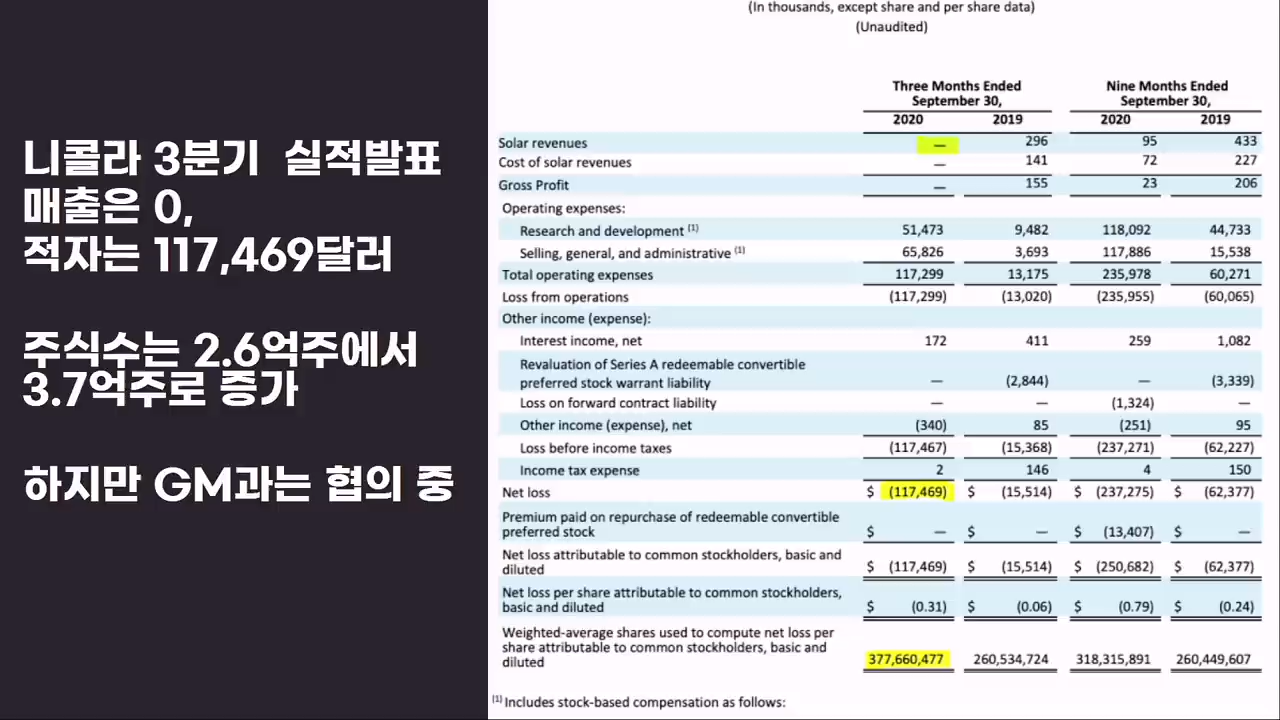 니콜라 3분기 실적발표
매출은 0,
적자는 117,469달러
주식수는 2.6억주에서
3.7억주로 증가
하지만 GM과는 협의 중
(In thousands, except share and per share data)
(Unaudited)
Three Months Ended September 30, Nine Months Ended September 30,
2020 2019 2020 2019
Solar revenues — 296 95 433
Cost of solar revenues — 141 72 227
Gross Profit — 155 23 206
Operating expenses:
Research and development (1) 51,473 9,482 118,092 44,733
Selling, general, and administrative (1) 65,826 3,693 117,886 15,538
Total operating expenses 117,299 13,175 235,978 60,271
Loss from operations (117,299) (13,020) (235,955) (60,065)
Other income (expense):
Interest income, net 172 411 259 1,082
Revaluation of Series A redeemable convertible
preferred stock warrant liability — (2,844) — (3,339)
Loss on forward contract liability — — (1,324) —
Other income (expense), net (340) 85 (251) 95
Loss before income taxes (117,467) (15,368) (237,271) (62,227)
Income tax expense 2 146 4 150
Net loss $ (117,469) $ (15,514) $ (237,275) $ (62,377)
Premium paid on repurchase of redeemable convertible
preferred stock $ — $ — $ (13,407) $ —
Net loss attributable to common stockholders, basic and
diluted $ (117,469) $ (15,514) $ (250,682) $ (62,377)
Net loss per share attributable to common stockholders,
basic and diluted $ (0.31) $ (0.06) $ (0.79) $ (0.24)
Weighted-average shares used to compute net loss per
share attributable to common stockholders, basic and
diluted 377,660,477 260,534,724 318,315,891 260,449,607
(1) Includes stock-based compensation as follows: